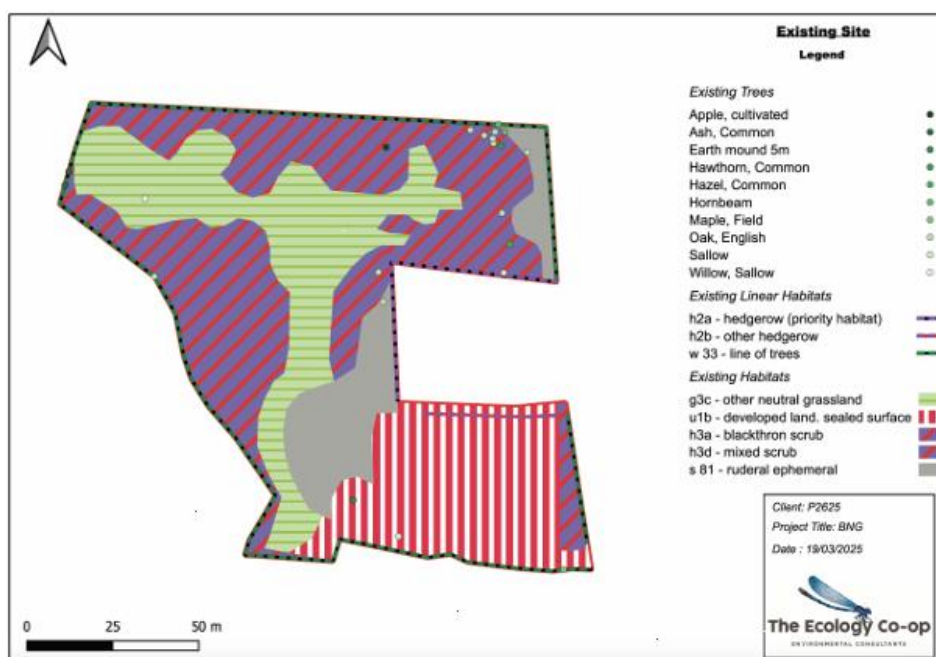 Existing Site
Legend
Existing Trees
Apple, cultivated
Ash, Common
Earth mound 5m
Hawthorn, Common
Hazel, Common
Hornbeam
Maple, Field
Oak, English
Sallow
Willow, Sallow
Existing Linear Habitats
h2a - hedgerow (priority habitat)
h2b - other hedgerow
w 33 - line of trees
Existing Habitats
g3c - other neutral grassland
u1b - developed land. sealed surface
h3a - blackthron scrub
h3d - mixed scrub
s 81 - ruderal ephemeral
Client: P2625
Project Title: BNG
Date : 19/03/2025
The Ecology Co-op
ENVIRONMENTAL CONSULTANTS
0 25 50 m